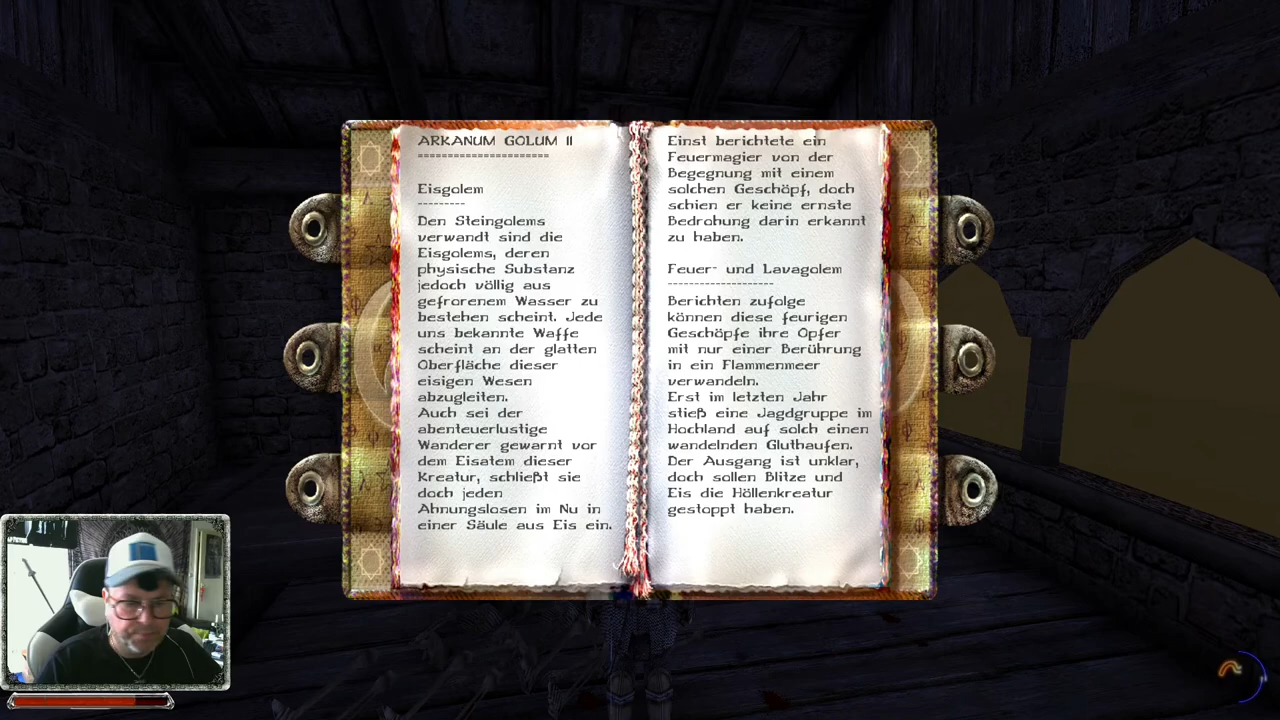 ARKANUM GOLUM II
======================
Eisgolem
---------
Den Steingolems
verwandt sind die
Eisgolems, deren
physische Substanz
jedoch völlig aus
gefrorenem Wasser zu
bestehen scheint. Jede
uns bekannte Waffe
scheint an der glatten
Oberfläche dieser
eisigen Wesen
abzugleiten.
Auch sei der
abenteuerlustige
Wanderer gewarnt vor
dem Eisatem dieser
Kreatur, schließt sie
doch jeden
Ahnungslosen im Nu in
einer Säule aus Eis ein.
Einst berichtete ein
Feuermagier von der
Begegnung mit einem
solchen Geschöpf, doch
schien er keine ernste
Bedrohung darin erkannt
zu haben.
Feuer- und Lavagolem
--------------------
Berichten zufolge
können diese feurigen
Geschöpfe ihre Opfer
mit nur einer Berührung
in ein Flammenmeer
verwandeln.
Erst im letzten Jahr
stieß eine Jagdgruppe im
Hochland auf solch einen
wandelnden Gluthaufen.
Der Ausgang ist unklar,
doch sollen Blitze und
Eis die Höllenkreatur
gestoppt haben.